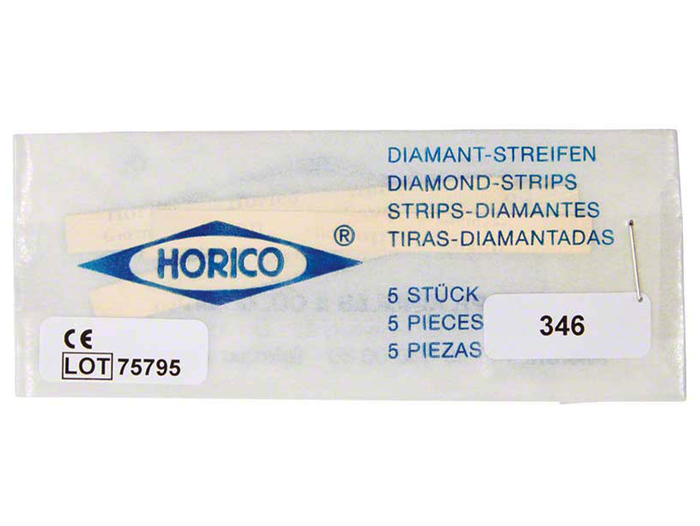 DIAMANT-STREIFEN
DIAMOND-STRIPS
STRIPS-DIAMANTES
TIRAS-DIAMANTADAS
HORICO ®
5 STÜCK
5 PIECES
5 PIEZAS
346
CE
LOT 75795